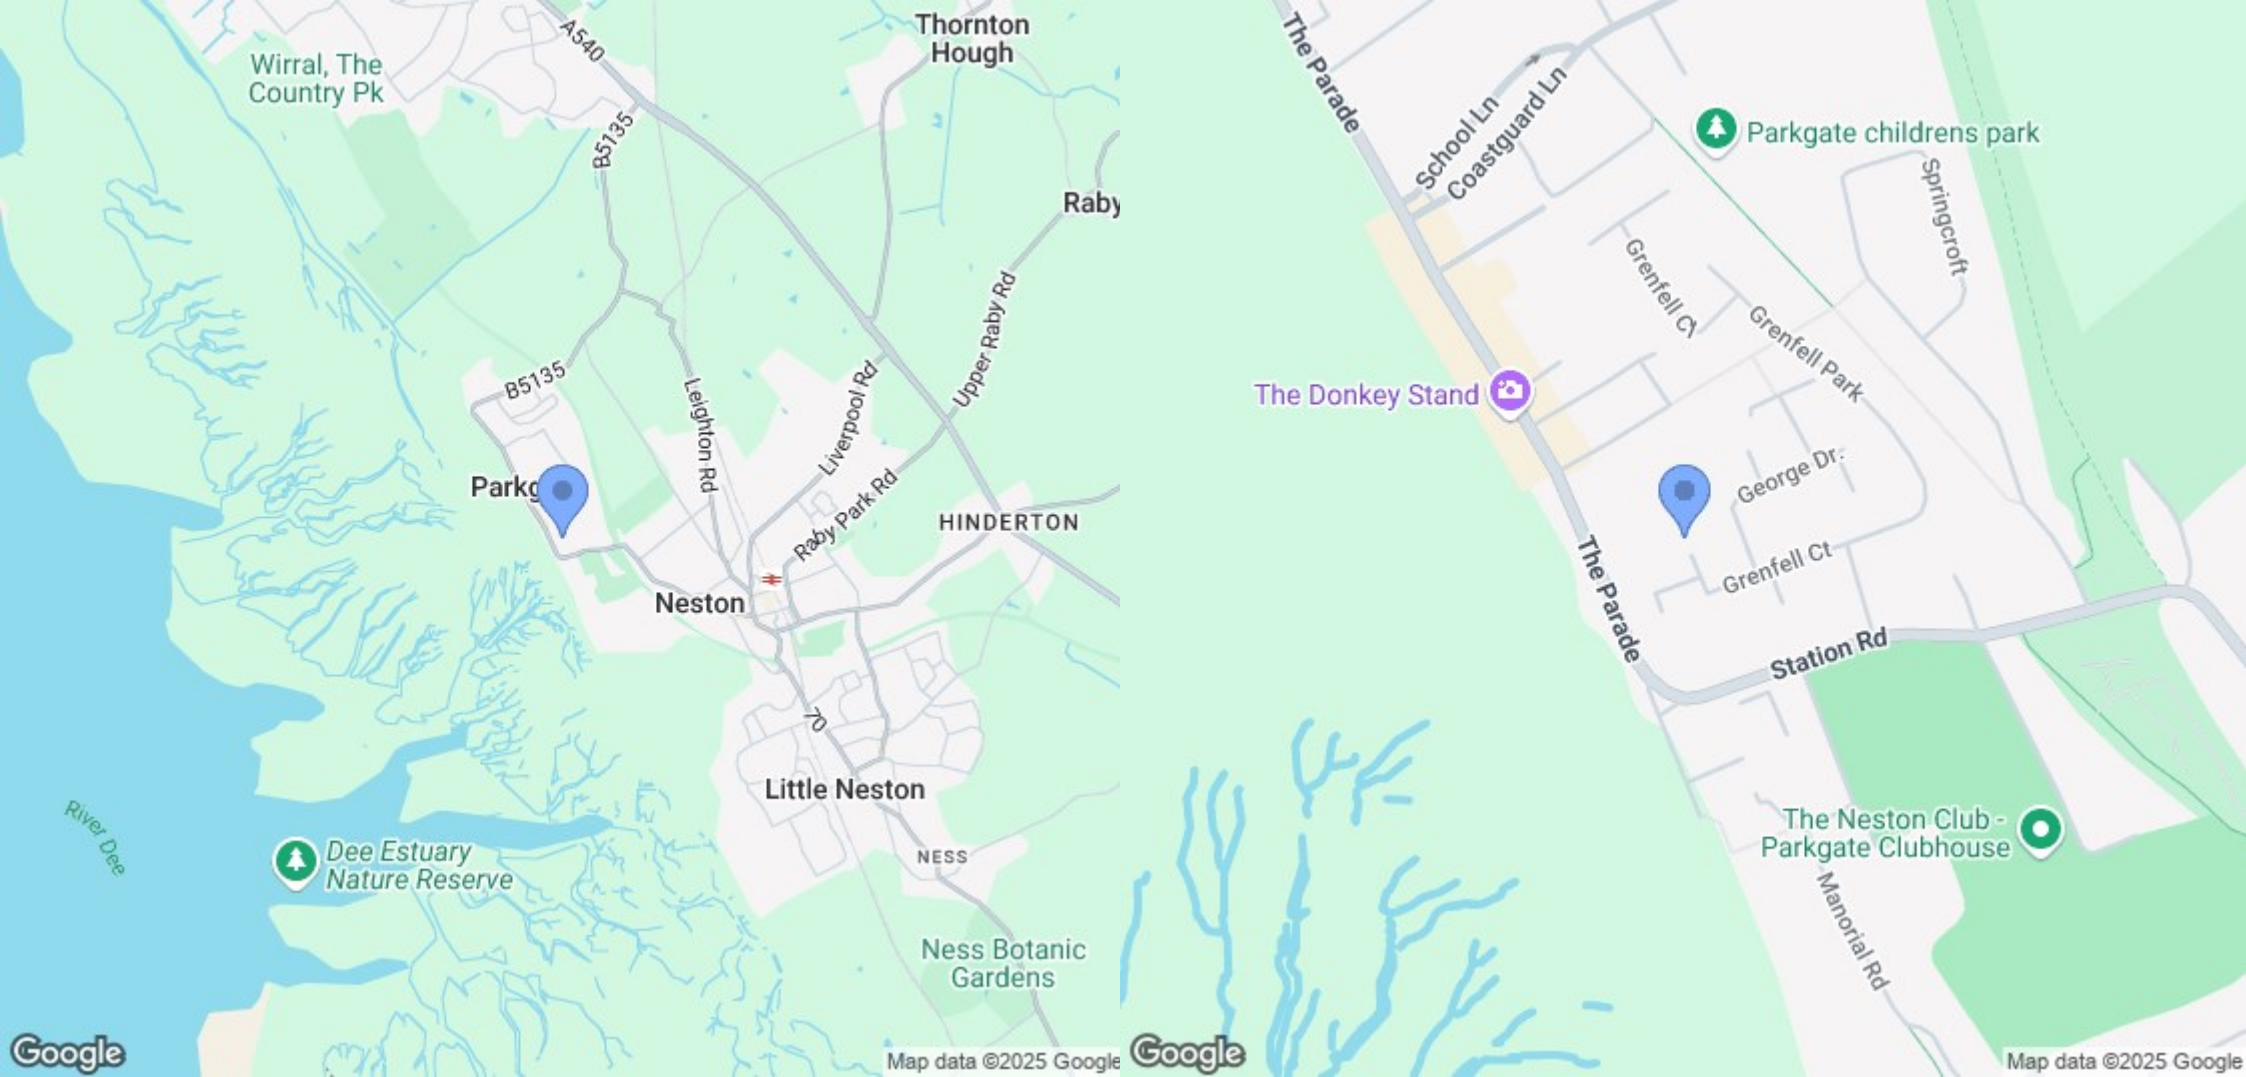 A540
Thornton
Hough
Wirral, The
Country Pk
B5135
Raby
Upper Raby Rd
B5135
Liverpool Rd
Leighton Rd
Parkg
Raby Park Rd
HINDERTON
Neston
70
Little Neston
River Dee
Dee Estuary
Nature Reserve
NESS
Ness Botanic
Gardens
Google
Map data ©2025 Google
The Parade
School Ln
Coastguard Ln
Parkgate childrens park
Springcroft
Grenfell Ct
Grenfell Park
The Donkey Stand
George Dr.
Grenfell Ct
The Parade
Station Rd
The Neston Club -
Parkgate Clubhouse
Manorial Rd
Google
Map data ©2025 Google